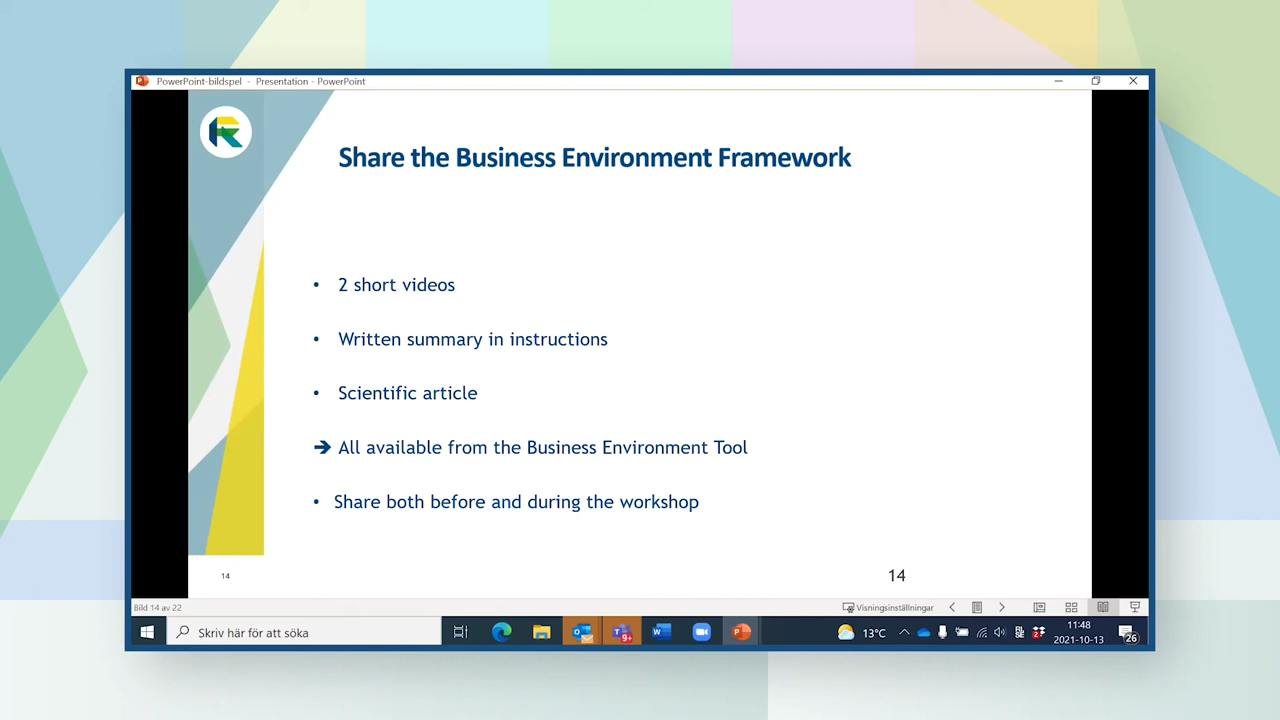 PowerPoint-bildspel - Presentation - PowerPoint
Share the Business Environment Framework
• 2 short videos
• Written summary in instructions
• Scientific article
➔ All available from the Business Environment Tool
• Share both before and during the workshop
14
14
Bild 14 av 22
Visningsinställningar
Skriv här för att söka
9+
13°C
2
11:48
2021-10-13
26